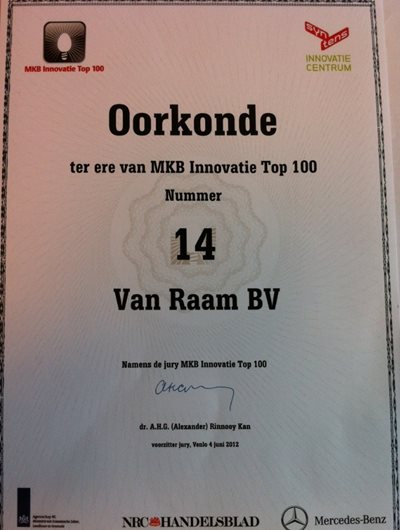 MKB Innovatie Top 100
syntens
INNOVATIE
CENTRUM
Oorkonde
ter ere van MKB Innovatie Top 100
Nummer
14
Van Raam BV
Namens de jury MKB Innovatie Top 100
dr. A.H.G. (Alexander) Rinnooy Kan
voorzitter jury, Venlo 4 juni 2012
Agentschap NL
NRC HANDELSBLAD
Mercedes-Benz